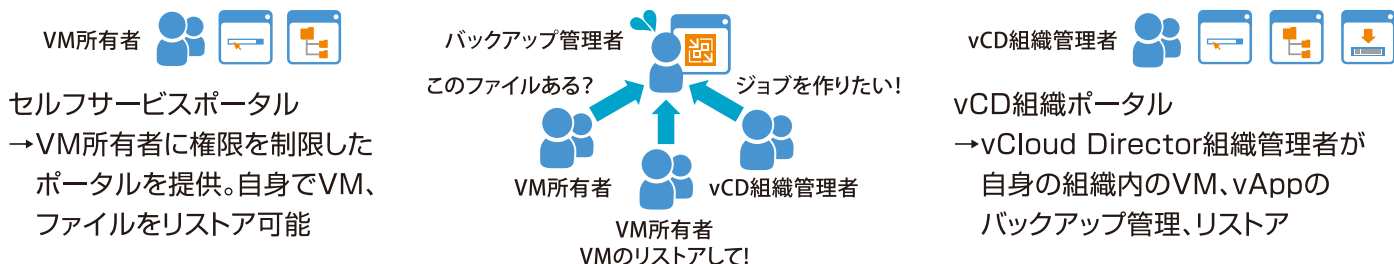 VM所有者
セルフサービスポータル
→VM所有者に権限を制限した
ポータルを提供。自身でVM、
ファイルをリストア可能
バックアップ管理者
このファイルある?
ジョブを作りたい!
VM所有者
vCD組織管理者
VM所有者
VMのリストアして!
vCD組織管理者
vCD組織ポータル
→vCloud Director組織管理者が
自身の組織内のVM、vAppの
バックアップ管理、リストア